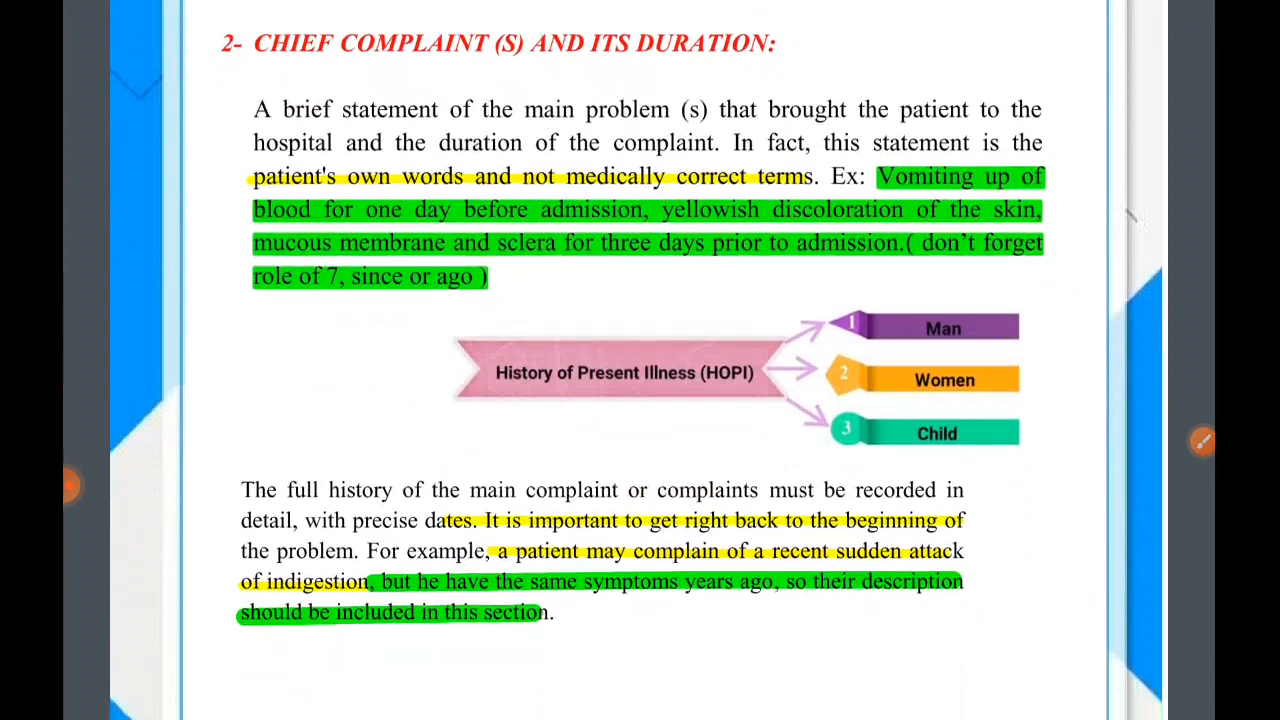 2- CHIEF COMPLAINT (S) AND ITS DURATION:
A brief statement of the main problem (s) that brought the patient to the
hospital and the duration of the complaint. In fact, this statement is the
patient's own words and not medically correct terms. Ex: Vomiting up of
blood for one day before admission, yellowish discoloration of the skin,
mucous membrane and sclera for three days prior to admission.( don’t forget
role of 7, since or ago )
History of Present Illness (HOPI)
1 Man
2 Women
3 Child
The full history of the main complaint or complaints must be recorded in
detail, with precise dates. It is important to get right back to the beginning of
the problem. For example, a patient may complain of a recent sudden attack
of indigestion, but he have the same symptoms years ago, so their description
should be included in this section.